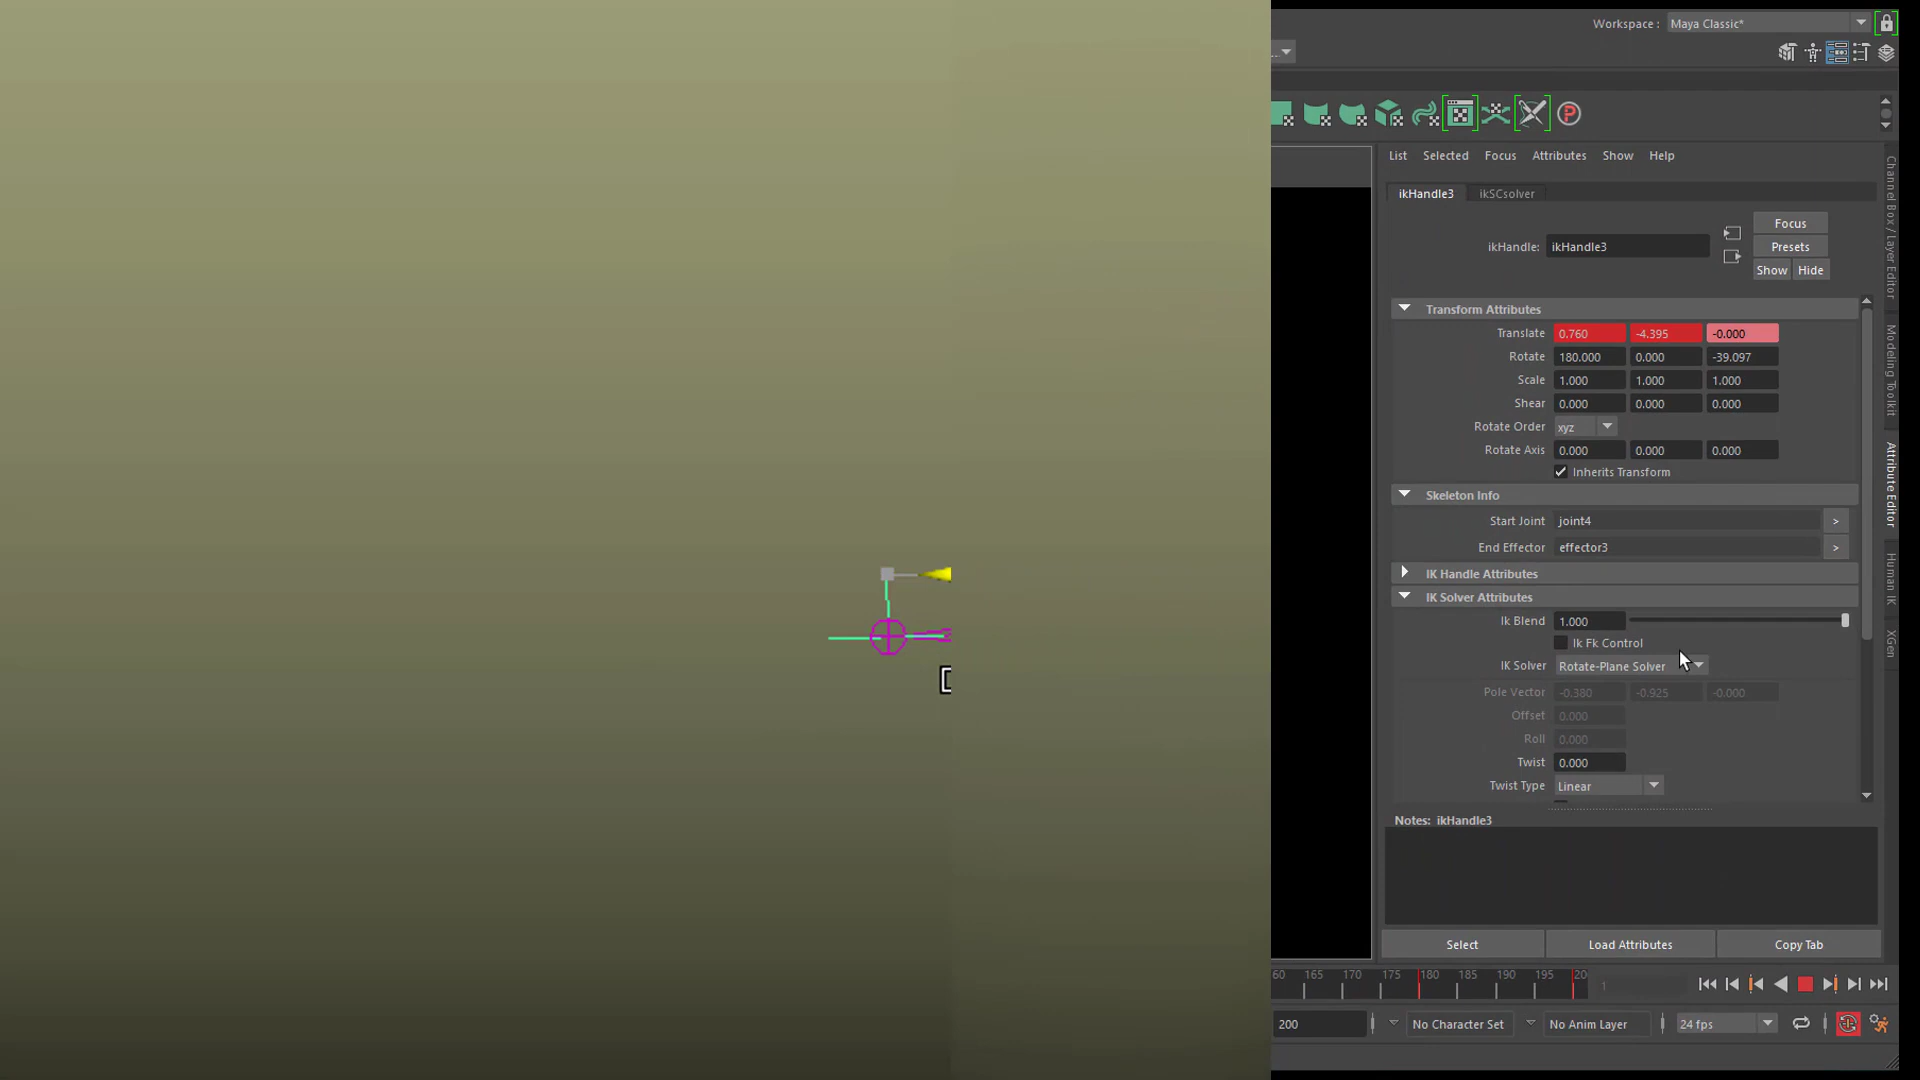 Workspace : Maya Classic*
List Selected Focus Attributes Show Help
ikHandle3 ikSCsolver
Focus
ikHandle: ikHandle3 Presets
Show Hide
Transform Attributes
Translate 0.760 -4.395 -0.000
Rotate 180.000 0.000 -39.097
Scale 1.000 1.000 1.000
Shear 0.000 0.000 0.000
Rotate Order xyz
Rotate Axis 0.000 0.000 0.000
Inherits Transform
Skeleton Info
Start Joint joint4 >
End Effector effector3 >
IK Handle Attributes
IK Solver Attributes
Ik Blend 1.000
Ik Fk Control
IK Solver Rotate-Plane Solver
Pole Vector -0.380 -0.925 -0.000
Offset 0.000
Roll 0.000
Twist 0.000
Twist Type Linear
Notes: ikHandle3
Select Load Attributes Copy Tab
Channel Box / Layer Editor
Modeling Toolkit
Attribute Editor
Human IK
XGen
60 165 170 175 180 185 190 195 20 1
200 No Character Set No Anim Layer 24 fps